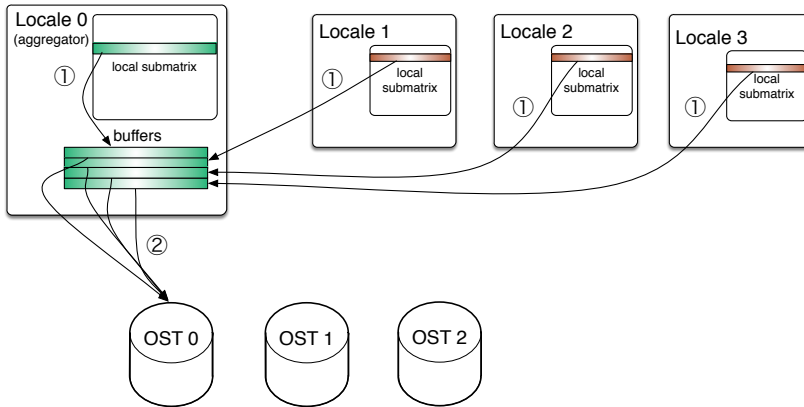 Locale 0
(aggregator)
local submatrix
①
buffers
②
Locale 1
local
submatrix
①
Locale 2
local
submatrix
①
Locale 3
local
submatrix
①
OST 0
OST 1
OST 2